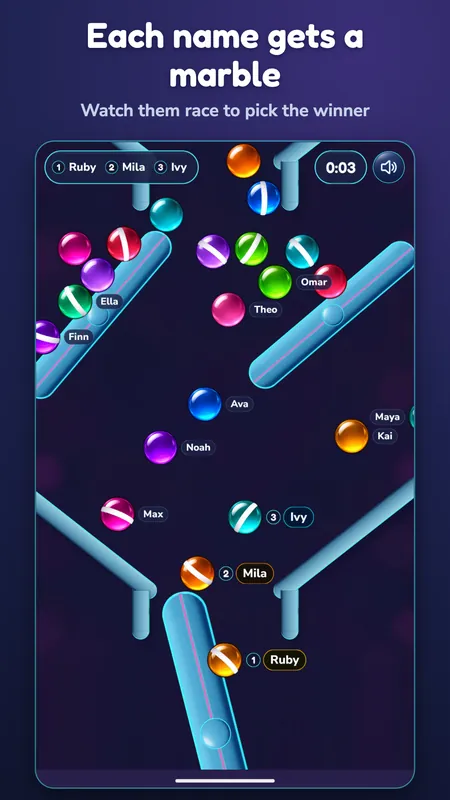 Each name gets a
marble
Watch them race to pick the winner
1 Ruby 2 Mila 3 Ivy
0:03
Omar
Ella
Theo
Finn
Ava
Maya
Kai
Noah
Max
3 Ivy
2 Mila
1 Ruby